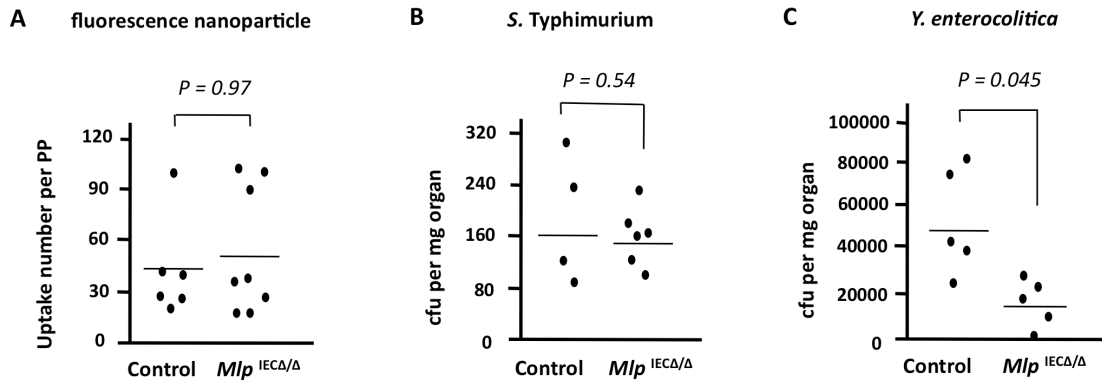 A fluorescence nanoparticle
P = 0.97
Uptake number per PP
120
90
60
30
0
Control Mlp IECΔ/Δ
B S. Typhimurium
P = 0.54
cfu per mg organ
320
240
160
80
0
Control Mlp IECΔ/Δ
C Y. enterocolitica
P = 0.045
cfu per mg organ
100000
80000
60000
40000
20000
0
Control Mlp IECΔ/Δ